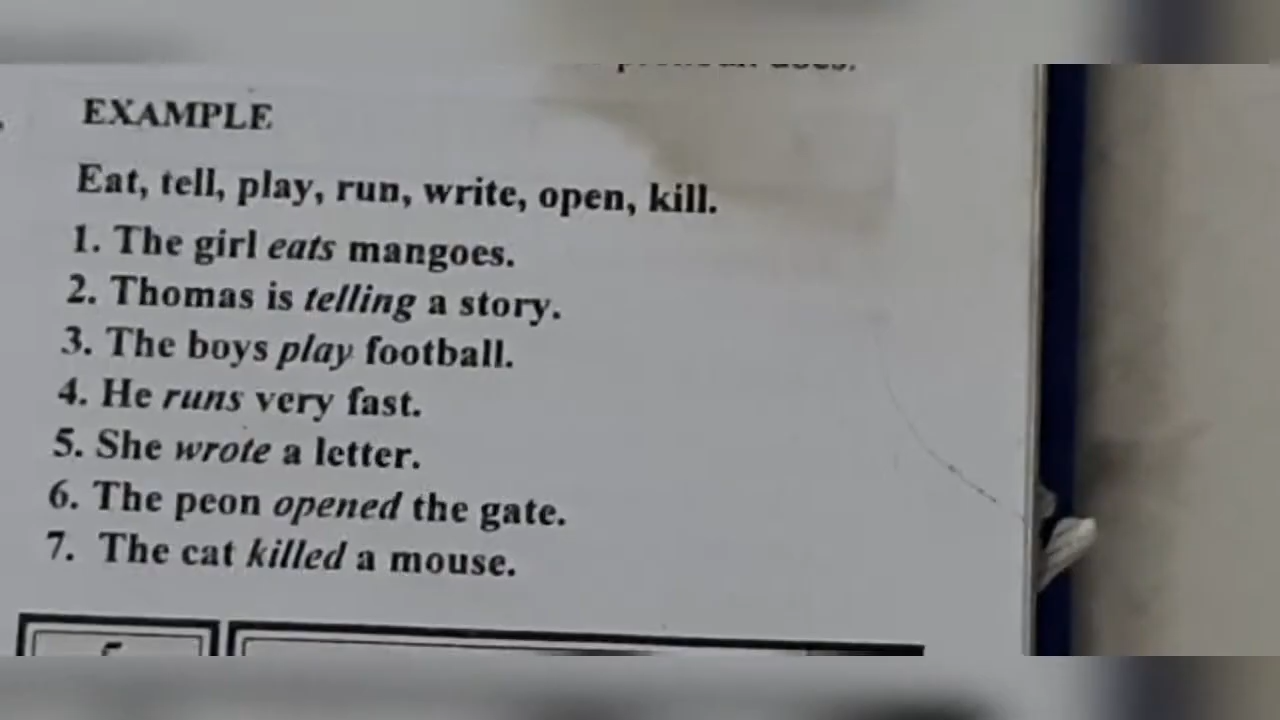 EXAMPLE
Eat, tell, play, run, write, open, kill.
1. The girl eats mangoes.
2. Thomas is telling a story.
3. The boys play football.
4. He runs very fast.
5. She wrote a letter.
6. The peon opened the gate.
7. The cat killed a mouse.